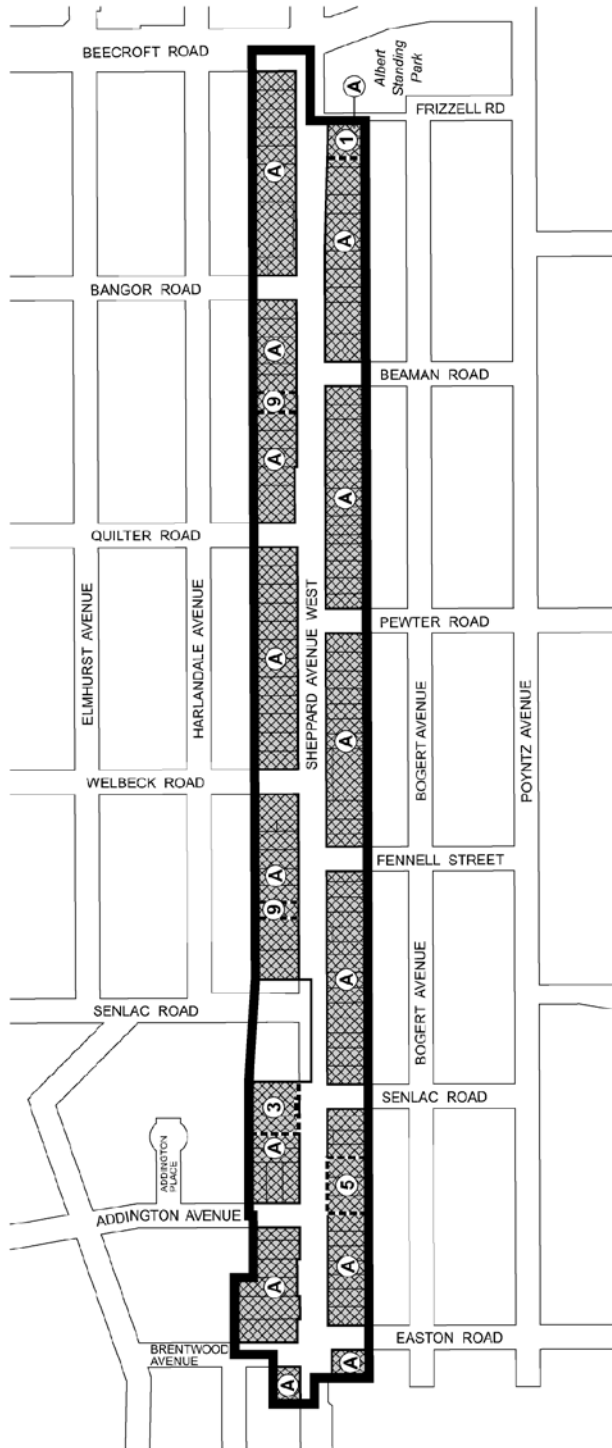 BEECROFT ROAD
Albert
Standing
Park
A
FRIZZELL RD
1
A
A
BANGOR ROAD
A
9
A
BEAMAN ROAD
A
QUILTER ROAD
ELMHURST AVENUE
HARLANDALE AVENUE
SHEPPARD AVENUE WEST
A
PEWTER ROAD
BOGERT AVENUE
POYNTZ AVENUE
A
WELBECK ROAD
A
9
FENNELL STREET
A
BOGERT AVENUE
SENLAC ROAD
SENLAC ROAD
3
A
5
ADDINGTON
PLACE
ADDINGTON AVENUE
A
A
EASTON ROAD
BRENTWOOD
AVENUE
A
A